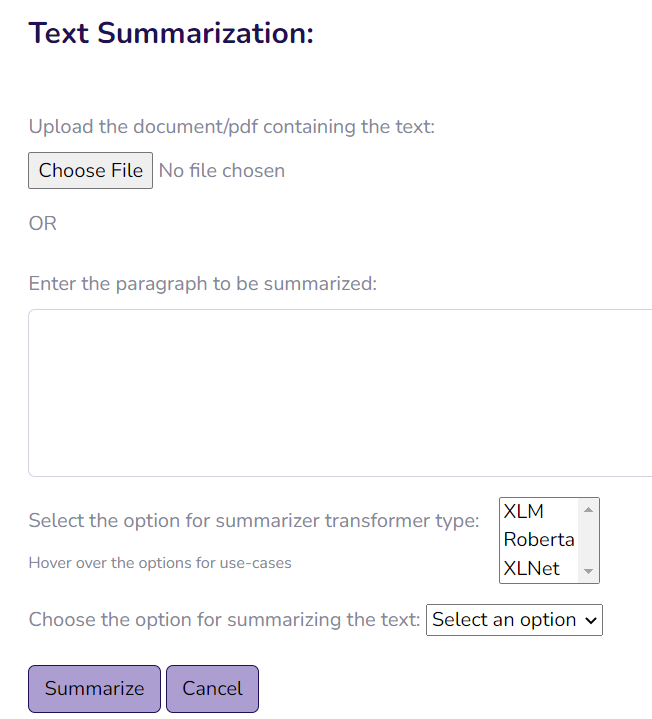 Text Summarization:
Upload the document/pdf containing the text:
Choose File No file chosen
OR
Enter the paragraph to be summarized:
Select the option for summarizer transformer type:
XLM
Roberta
XLNet
Hover over the options for use-cases
Choose the option for summarizing the text: Select an option
Summarize Cancel